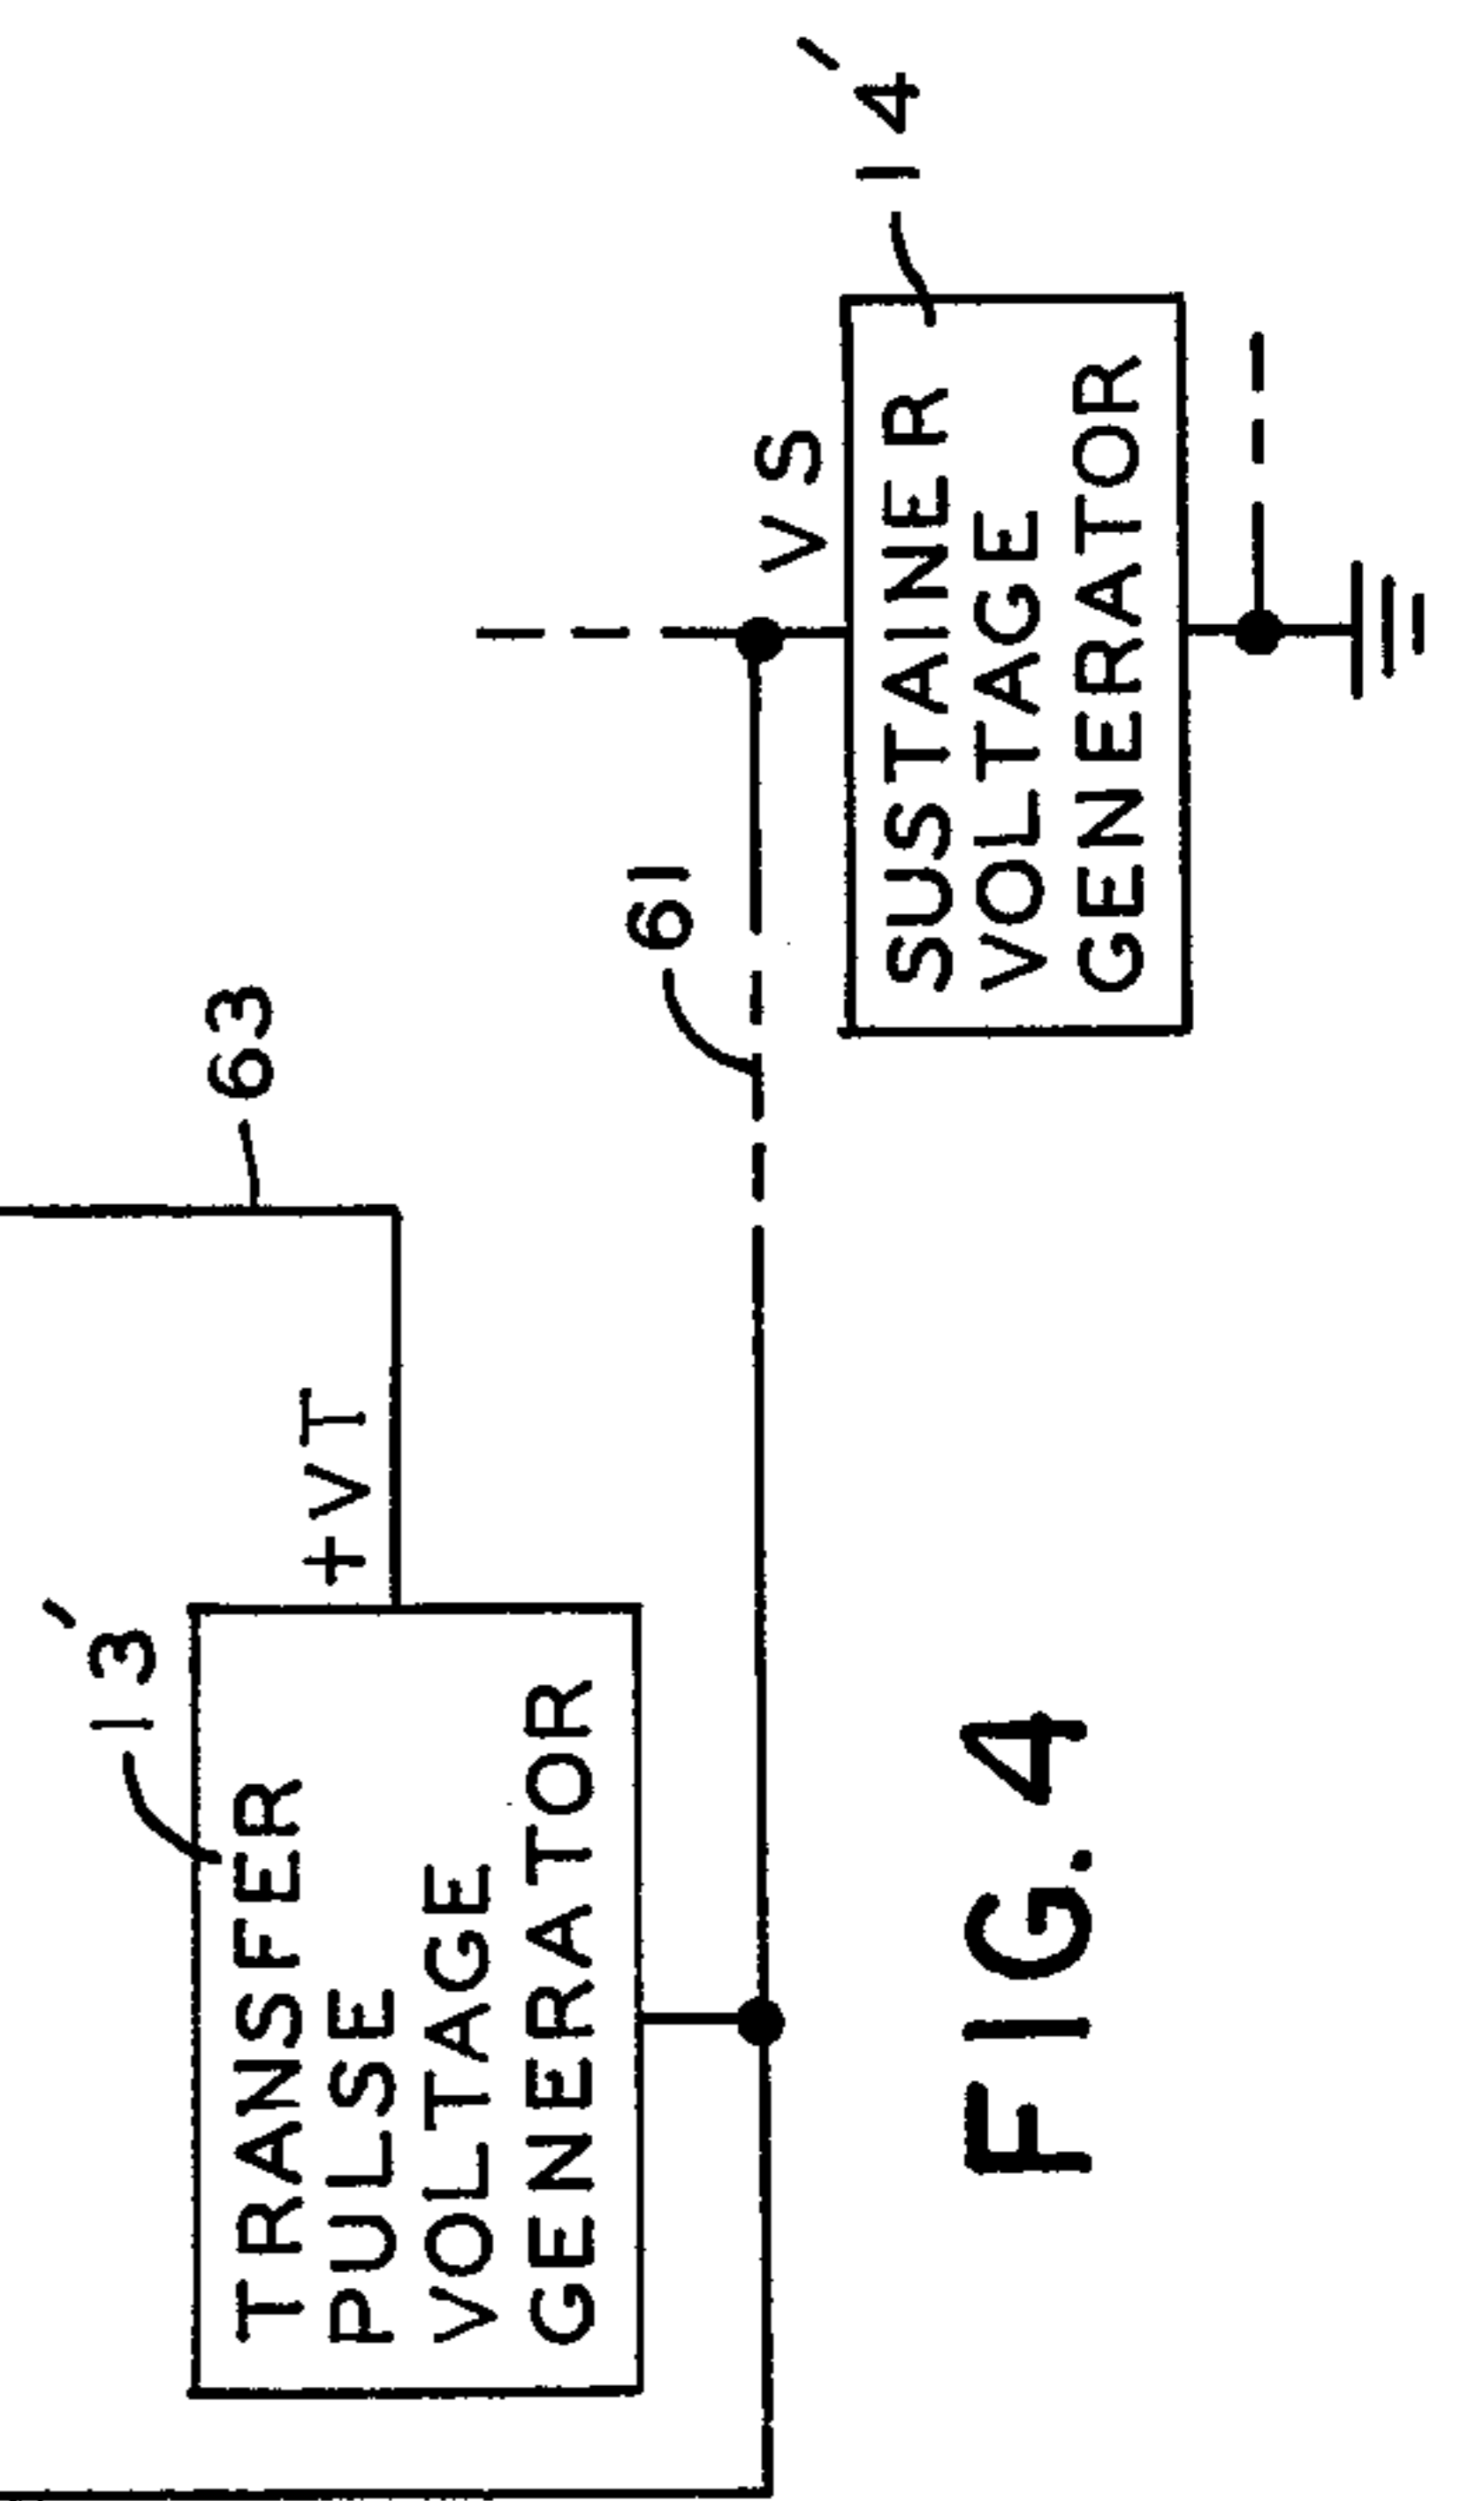 63
13'
+VT
TRANSFER
PULSE
VOLTAGE
GENERATOR
61
VS
14'
SUSTAINER
VOLTAGE
GENERATOR
FIG. 4